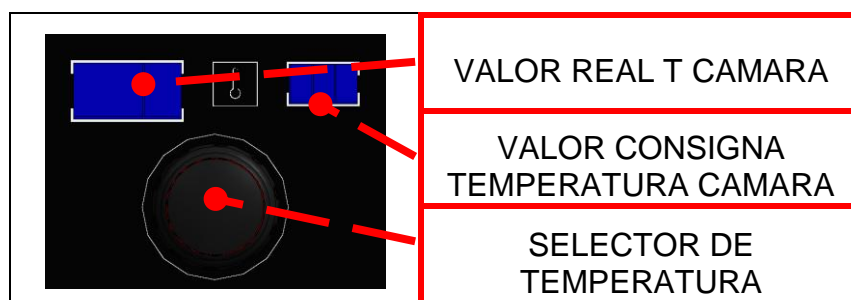 VALOR REAL T CAMARA
VALOR CONSIGNA
TEMPERATURA CAMARA
SELECTOR DE
TEMPERATURA